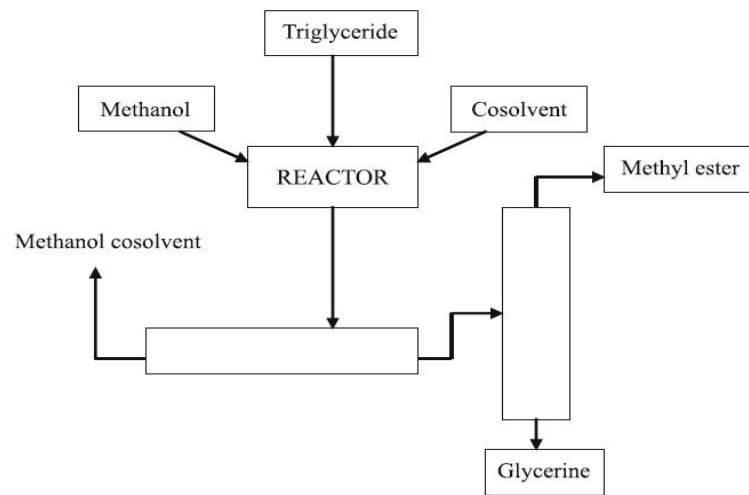 Triglyceride
Methanol
Cosolvent
REACTOR
Methyl ester
Methanol cosolvent
Glycerine